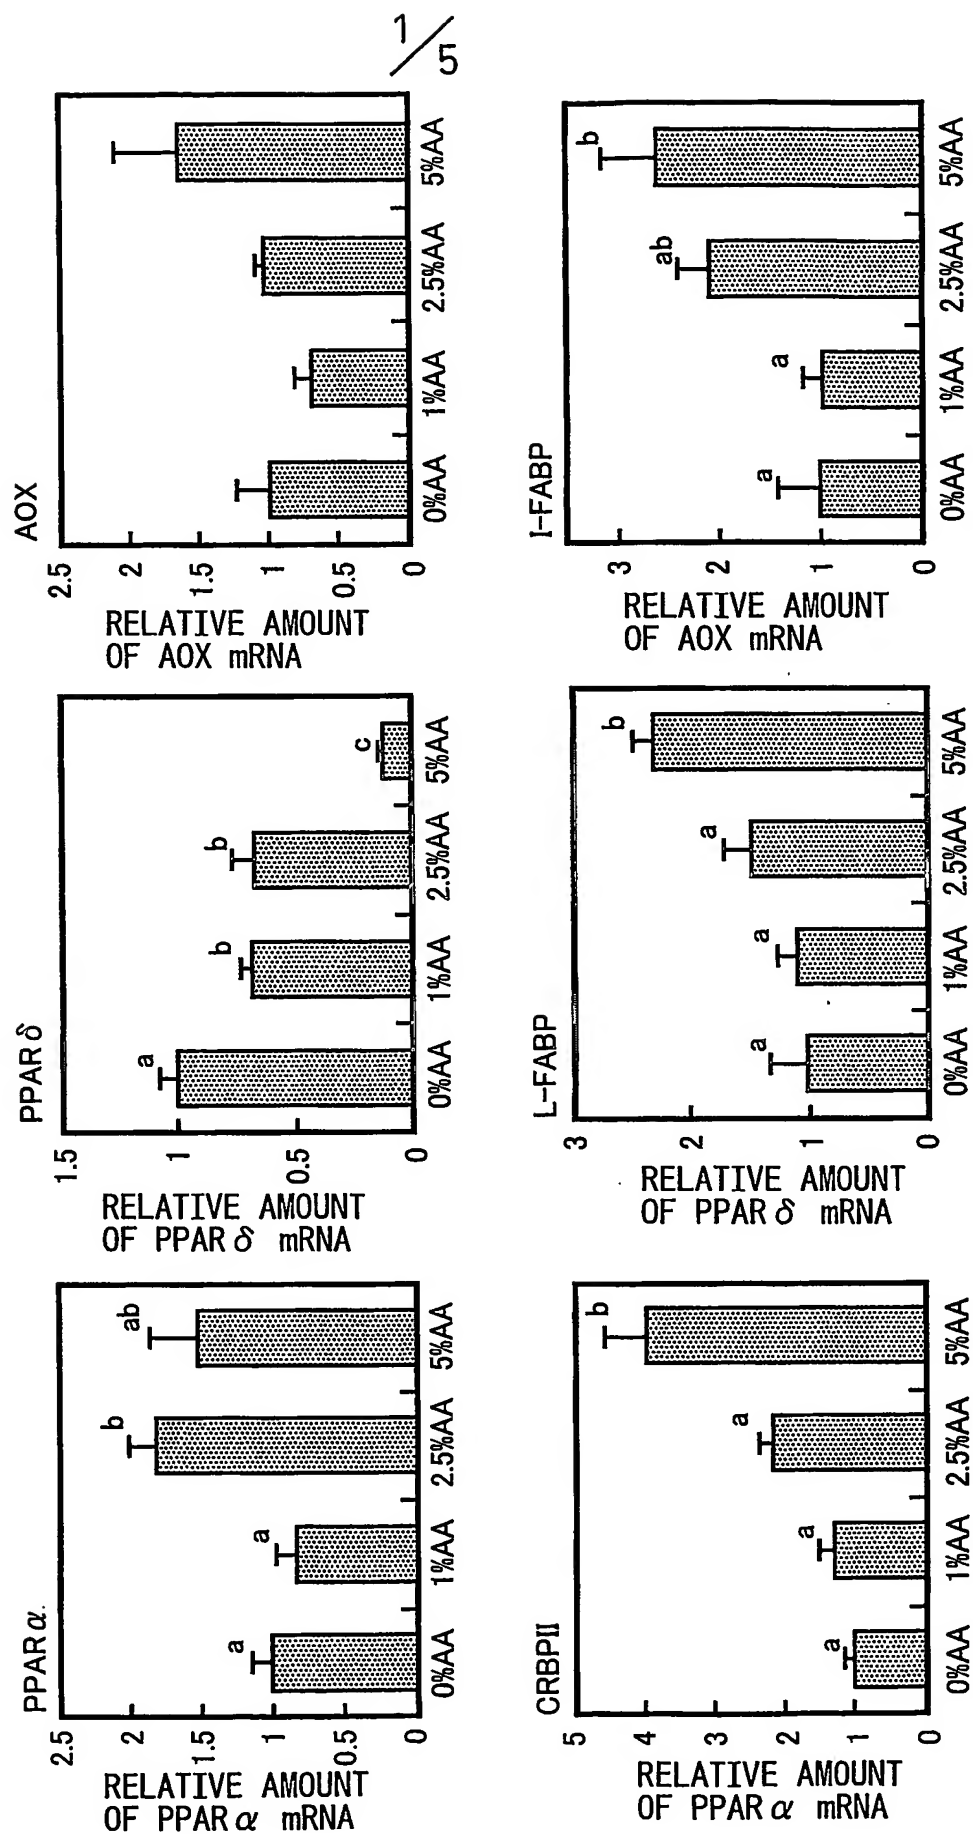 1/5
PPARα.
RELATIVE AMOUNT
OF PPARα mRNA
2.5
2
1.5
1
0.5
0
a
a
b
ab
0%AA
1%AA
2.5%AA
5%AA
PPARδ
RELATIVE AMOUNT
OF PPARδ mRNA
1.5
1
0.5
0
a
b
b
c
0%AA
1%AA
2.5%AA
5%AA
AOX
RELATIVE AMOUNT
OF AOX mRNA
2.5
2
1.5
1
0.5
0
0%AA
1%AA
2.5%AA
5%AA
CRBPII
RELATIVE AMOUNT
OF PPARα mRNA
5
4
3
2
1
0
a
a
a
b
0%AA
1%AA
2.5%AA
5%AA
L-FABP
RELATIVE AMOUNT
OF PPARδ mRNA
3
2
1
0
a
a
a
b
0%AA
1%AA
2.5%AA
5%AA
I-FABP
RELATIVE AMOUNT
OF AOX mRNA
3
2
1
0
a
a
ab
b
0%AA
1%AA
2.5%AA
5%AA